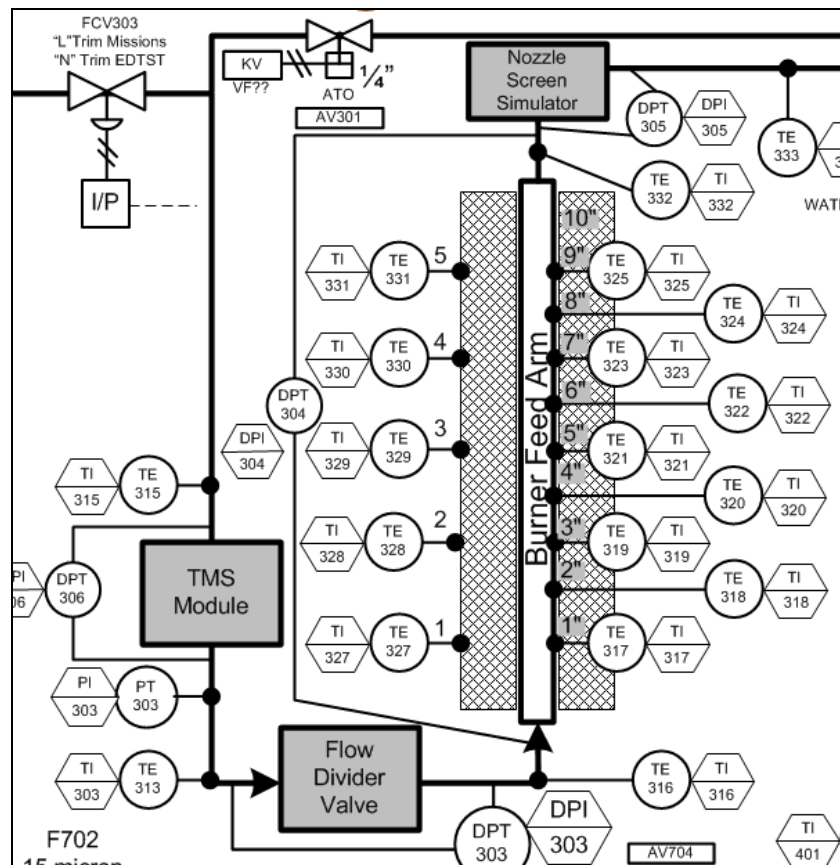 FCV303
"L"Trim Missions
"N" Trim EDTST
I/P
KV
VF??
1/4"
ATO
AV301
Nozzle
Screen
Simulator
DPT
305
DPI
305
TE
333
TE
332
TI
332
WAT
10"
5
TI
331
TE
331
9"
TE
325
TI
325
8"
TE
324
TI
324
4
TI
330
TE
330
7"
TE
323
TI
323
6"
TE
322
TI
322
DPT
304
DPI
304
3
TI
329
TE
329
5"
TE
321
TI
321
4"
TE
320
TI
320
Burner Feed Arm
TI
315
TE
315
2
TI
328
TE
328
3"
TE
319
TI
319
2"
TE
318
TI
318
TMS
Module
PI
06
DPT
306
1
TI
327
TE
327
1"
TE
317
TI
317
PI
303
PT
303
TI
303
TE
313
Flow
Divider
Valve
TE
316
TI
316
DPT
303
DPI
303
F702
15 micron
AV704
TI
401